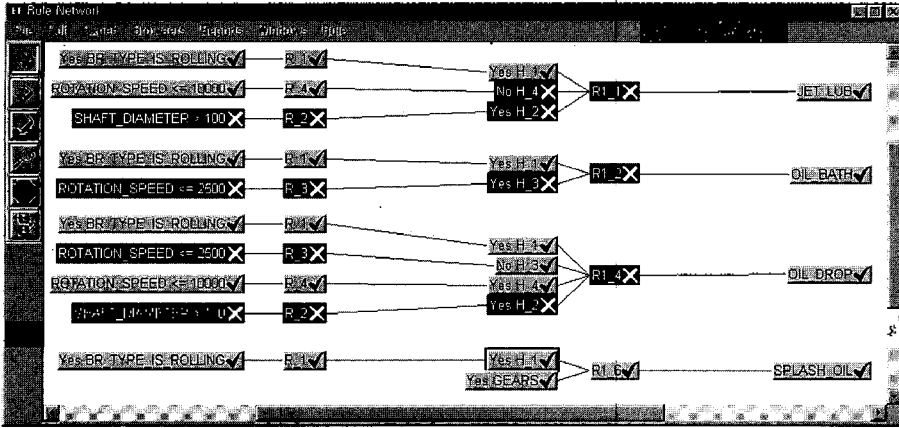 Rule Network
Windows
Yes BR_TYPE_IS_ROLLING R_1 Yes H_1
ROTATION_SPEED <= 10000 R_4 No H_4 R1_1 JET_LUB
SHAFT_DIAMETER > 100 R_2 Yes H_2
Yes BR_TYPE_IS_ROLLING R_1 Yes H_1
ROTATION_SPEED <= 2500 R_3 Yes H_3 R1_2 OIL_BATH
Yes BR_TYPE_IS_ROLLING R_1 Yes H_1
ROTATION_SPEED <= 2500 R_3 No H_3 R1_4 OIL_DROP
ROTATION_SPEED <= 10000 R_4 Yes H_4
R_2 Yes H_2
Yes BR_TYPE_IS_ROLLING R_1 Yes H_1
Yes GEARS R1_6 SPLASH_OIL